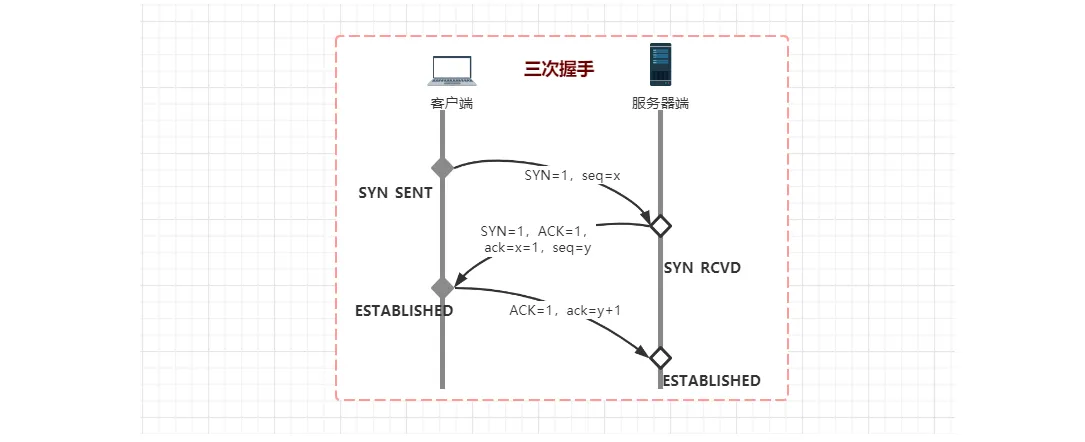 三次握手
客户端
服务器端
SYN=1，seq=x
SYN SENT
SYN=1，ACK=1，
ack=x=1，seq=y
SYN RCVD
ESTABLISHED
ACK=1，ack=y+1
ESTABLISHED